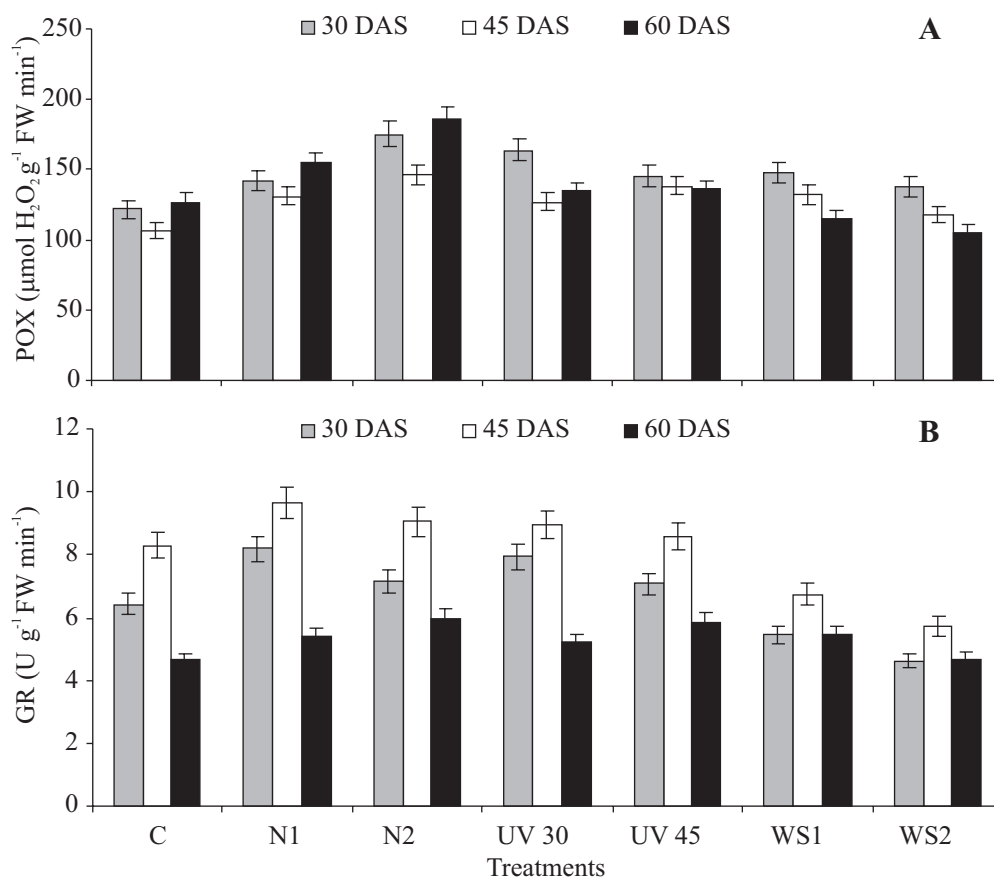 250
200
150
100
50
0
POX (μmol H₂O₂ g⁻¹ FW min⁻¹)
30 DAS 45 DAS 60 DAS
A
12
10
8
6
4
2
0
GR (U g⁻¹ FW min⁻¹)
30 DAS 45 DAS 60 DAS
B
C N1 N2 UV 30 UV 45 WS1 WS2
Treatments